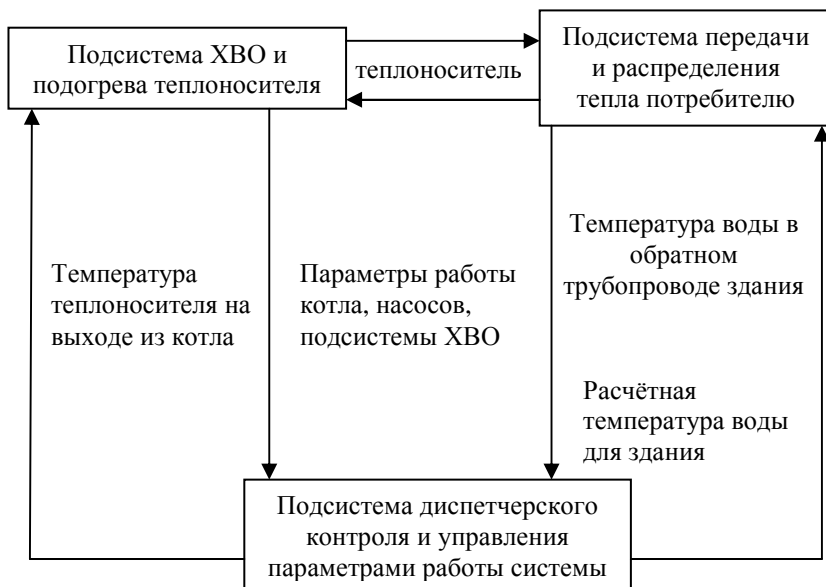 Подсистема ХВО и
подогрева теплоносителя
теплоноситель
Подсистема передачи
и распределения
тепла потребителю
Температура
теплоносителя на
выходе из котла
Параметры работы
котла, насосов,
подсистемы ХВО
Температура воды в
обратном
трубопроводе здания
Расчётная
температура воды
для здания
Подсистема диспетчерского
контроля и управления
параметрами работы системы